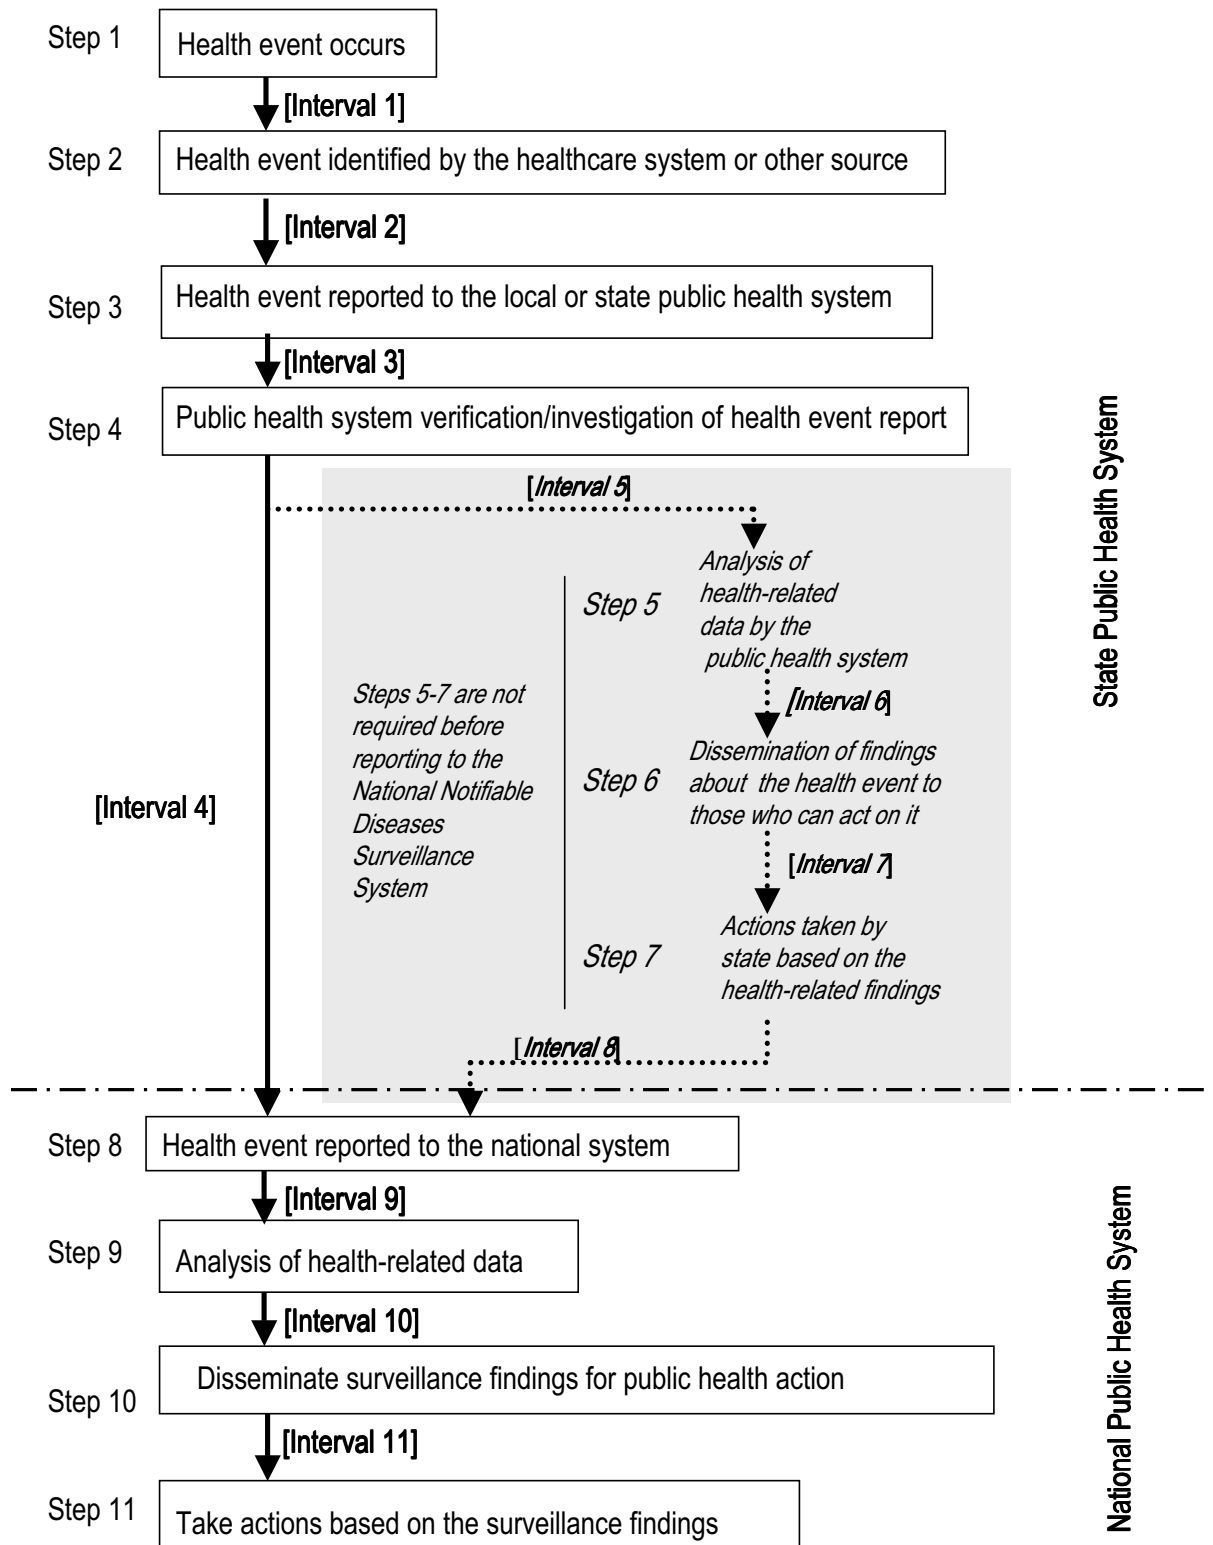 Step 1
Health event occurs
[Interval 1]
Step 2
Health event identified by the healthcare system or other source
[Interval 2]
Step 3
Health event reported to the local or state public health system
[Interval 3]
Step 4
Public health system verification/investigation of health event report
[Interval 4]
[Interval 5]
Step 5
Analysis of
health-related
data by the
public health system
[Interval 6]
Steps 5-7 are not
required before
reporting to the
National Notifiable
Diseases
Surveillance
System
Step 6
Dissemination of findings
about the health event to
those who can act on it
[Interval 7]
Step 7
Actions taken by
state based on the
health-related findings
[Interval 8]
State Public Health System
Step 8
Health event reported to the national system
[Interval 9]
Step 9
Analysis of health-related data
[Interval 10]
Step 10
Disseminate surveillance findings for public health action
[Interval 11]
Step 11
Take actions based on the surveillance findings
National Public Health System